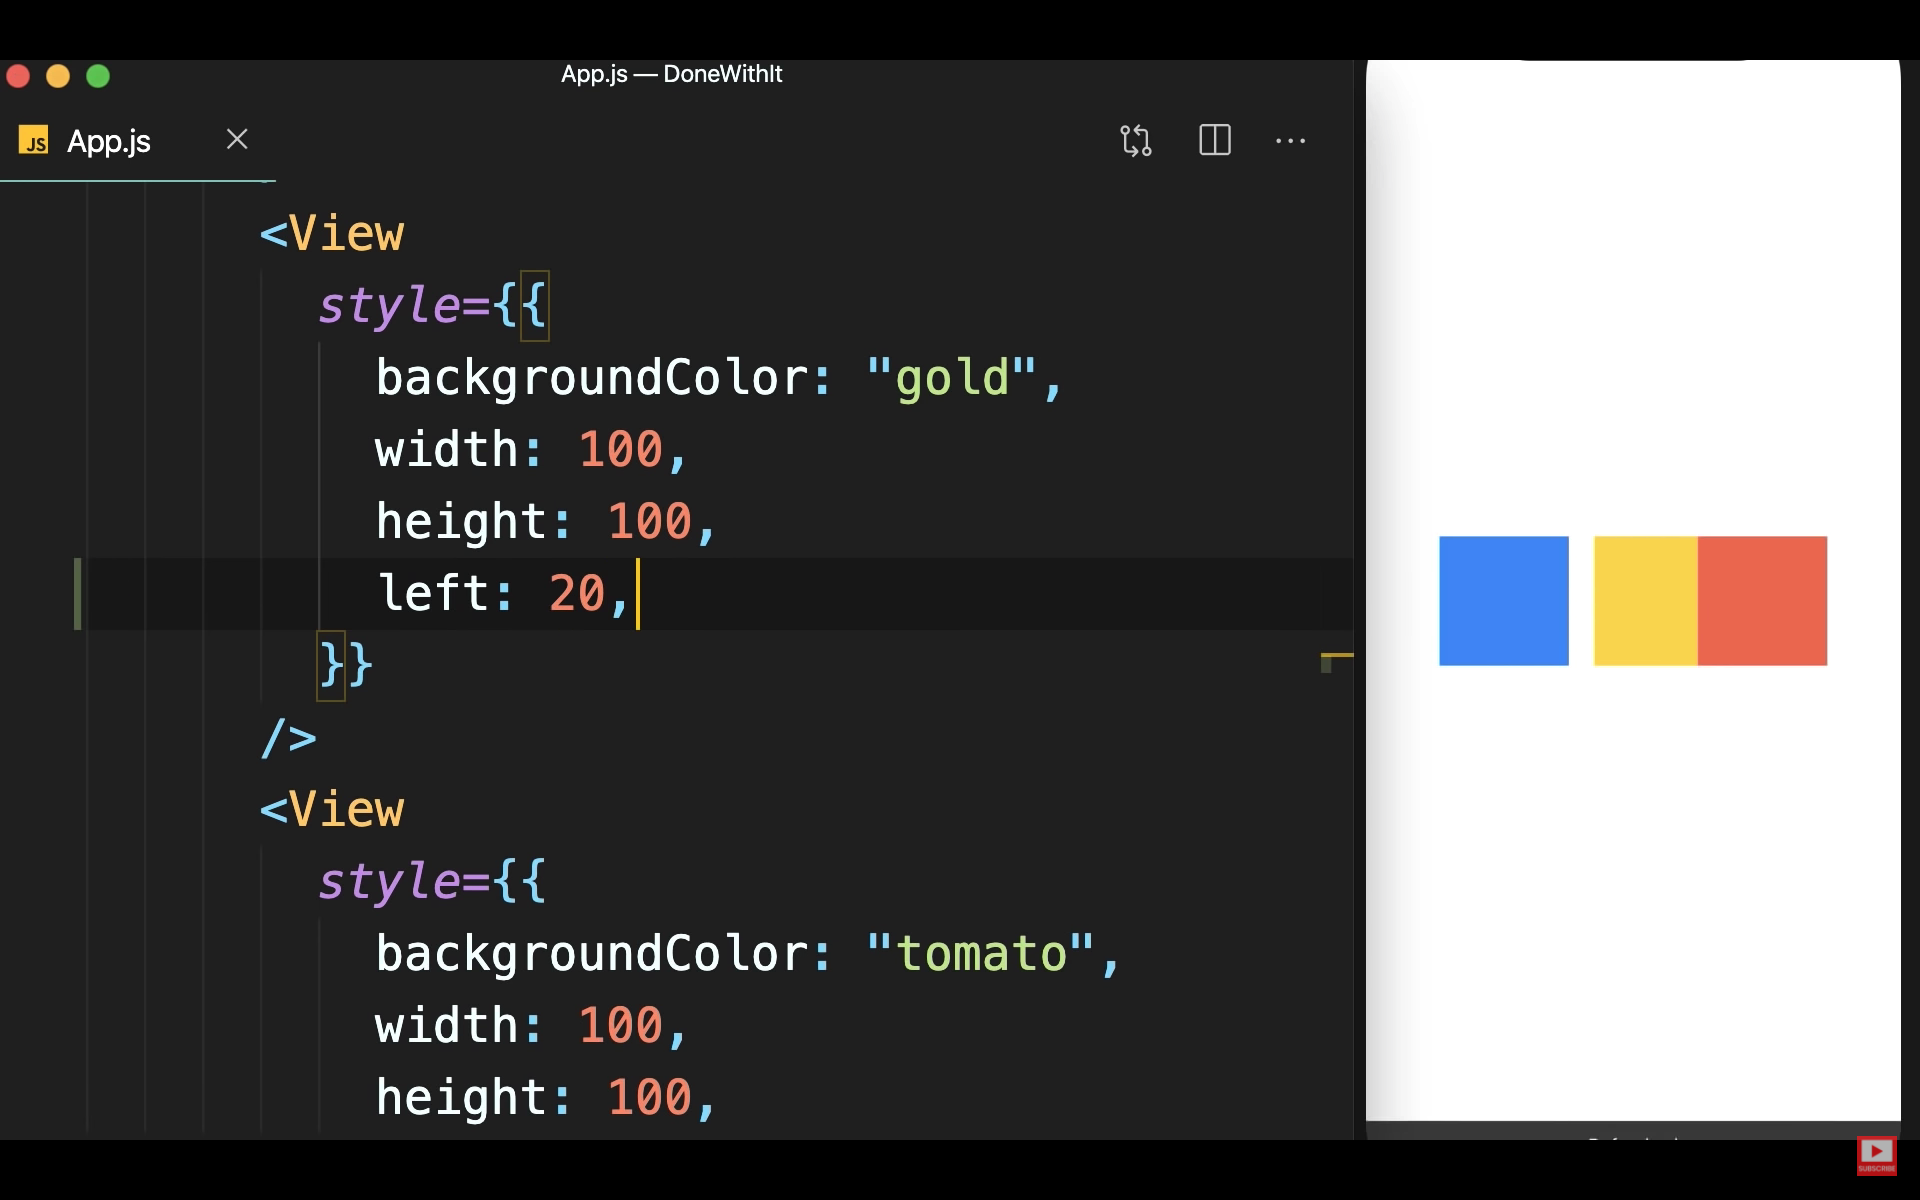 App.js — DoneWithIt
JS App.js
<View
style={{
backgroundColor: "gold",
width: 100,
height: 100,
left: 20,
}}
/>
<View
style={{
backgroundColor: "tomato",
width: 100,
height: 100,
SUBSCRIBE